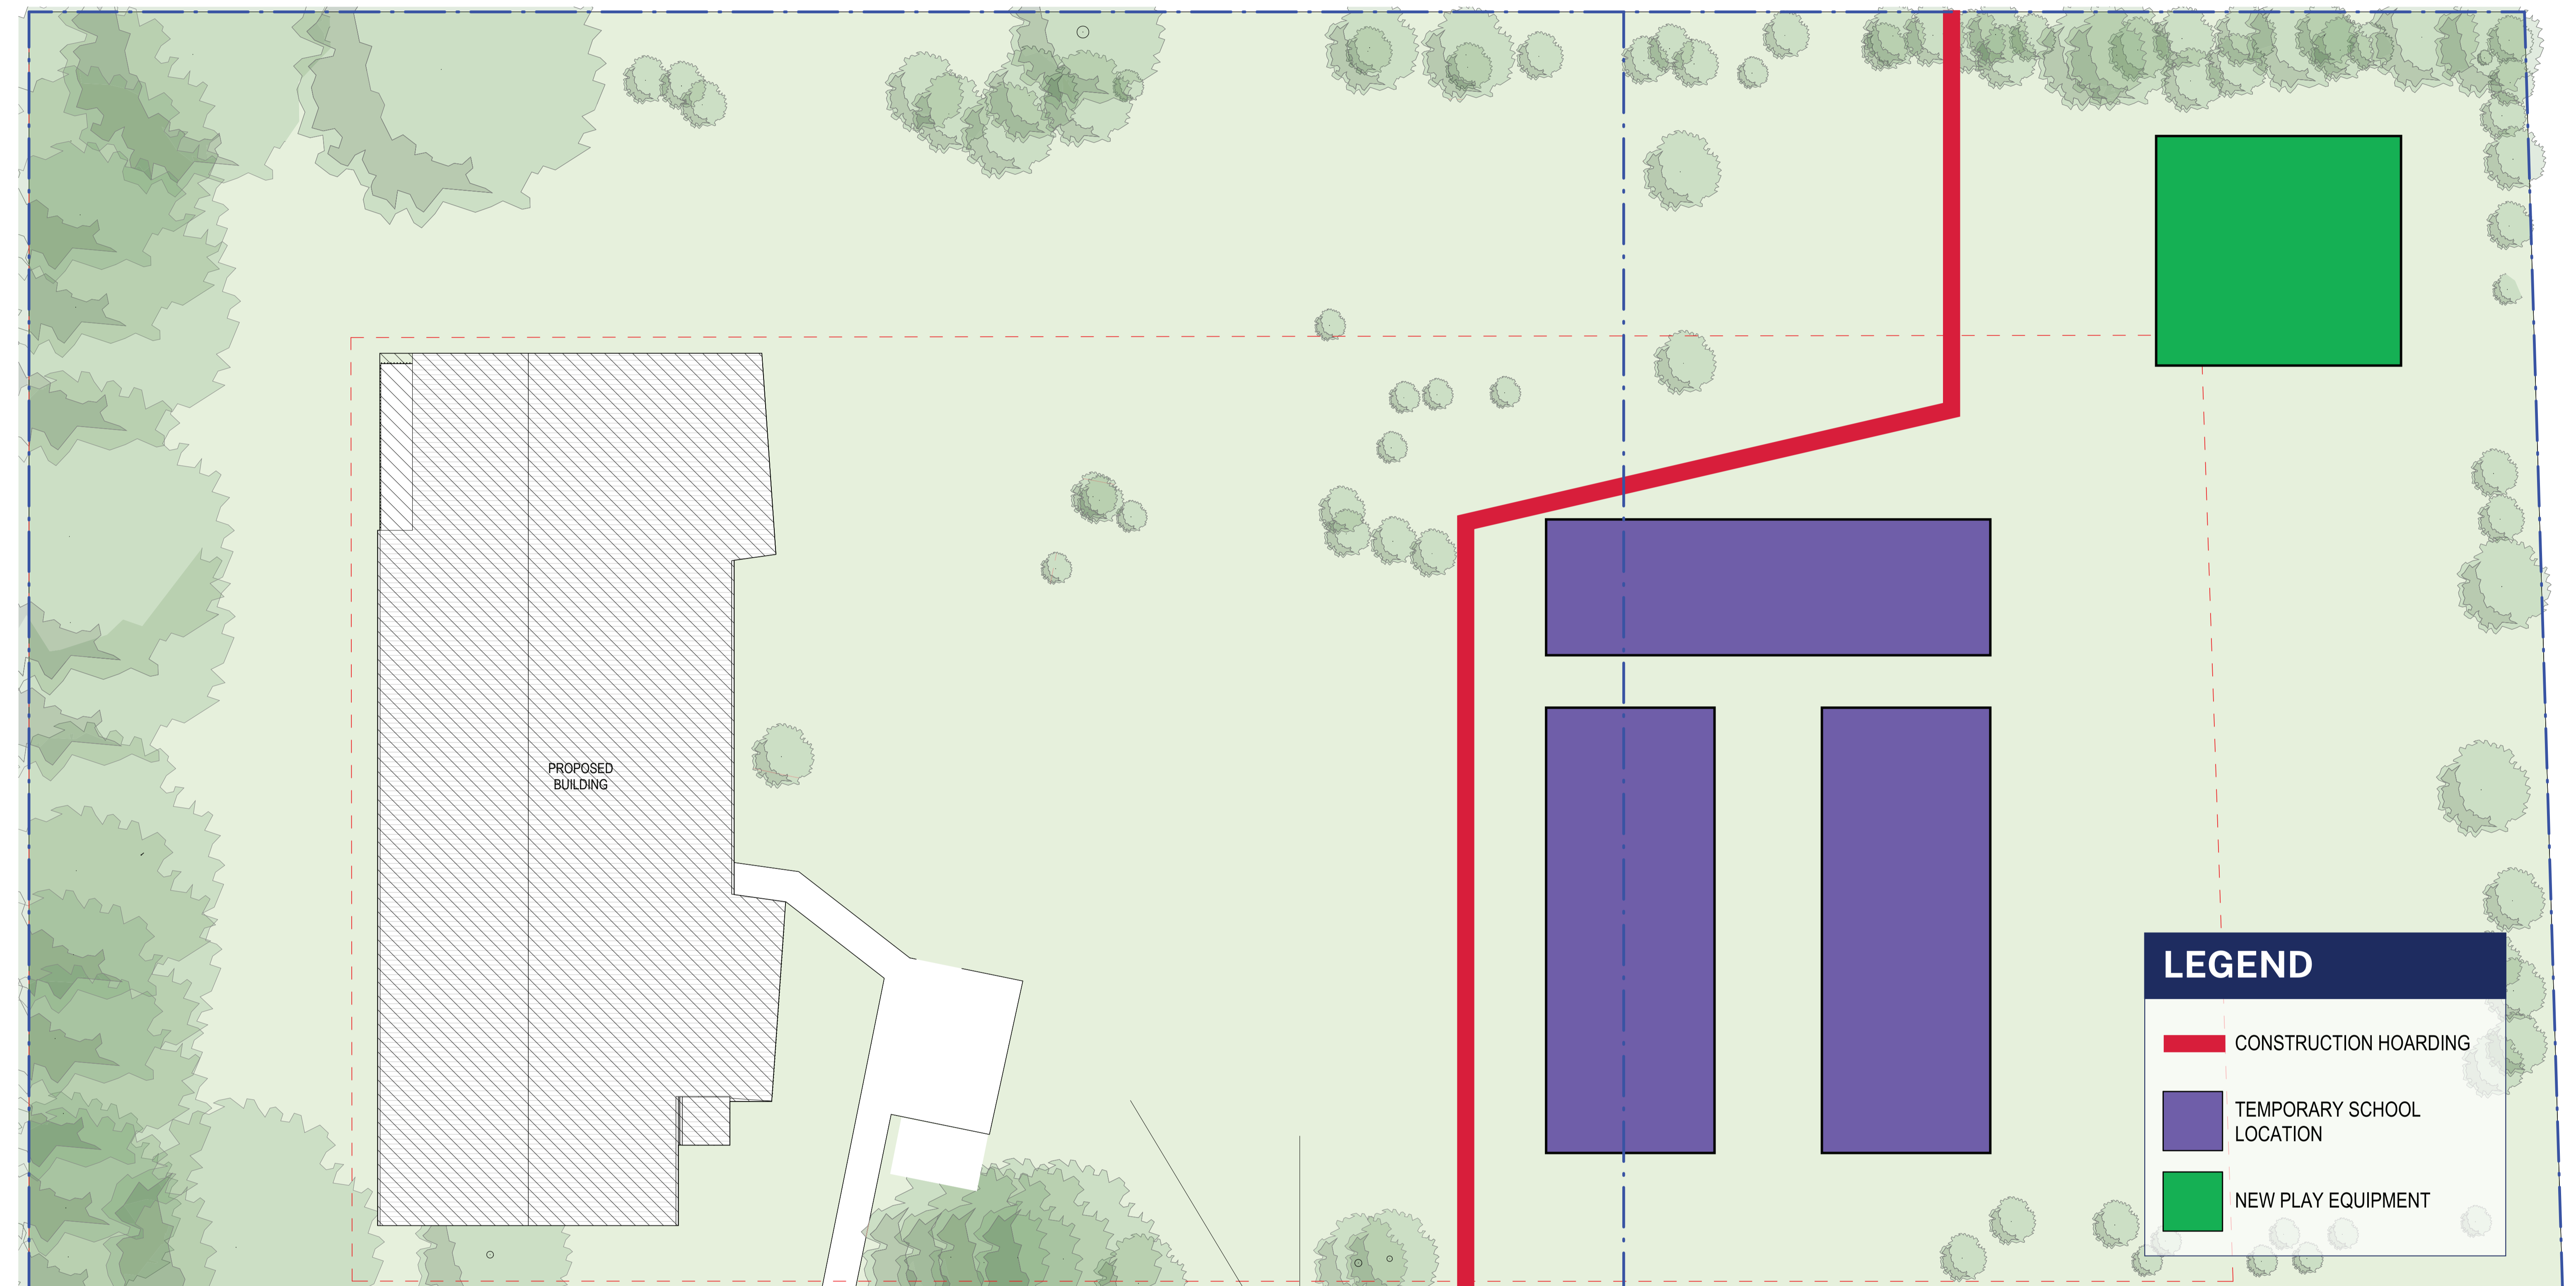 PROPOSED
BUILDING
LEGEND
CONSTRUCTION HOARDING
TEMPORARY SCHOOL
LOCATION
NEW PLAY EQUIPMENT